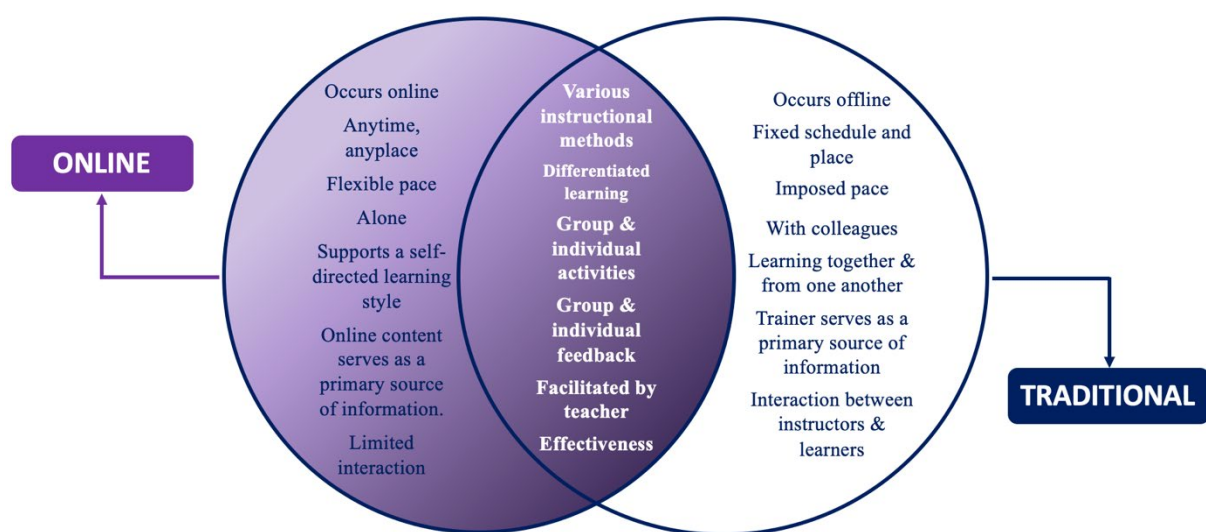 ONLINE
Occurs online
Anytime,
anyplace
Flexible pace
Alone
Supports a self-
directed learning
style
Online content
serves as a
primary source
of information.
Limited
interaction
Various
instructional
methods
Differentiated
learning
Group &
individual
activities
Group &
individual
feedback
Facilitated by
teacher
Effectiveness
Occurs offline
Fixed schedule and
place
Imposed pace
With colleagues
Learning together &
from one another
Trainer serves as a
primary source of
information
Interaction between
instructors &
learners
TRADITIONAL